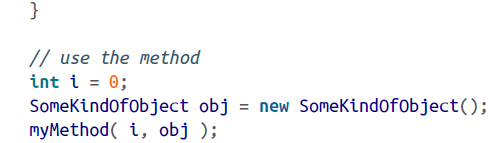 }
// use the method
int i = 0;
SomeKindOfObject obj = new SomeKindOfObject();
myMethod( i, obj );